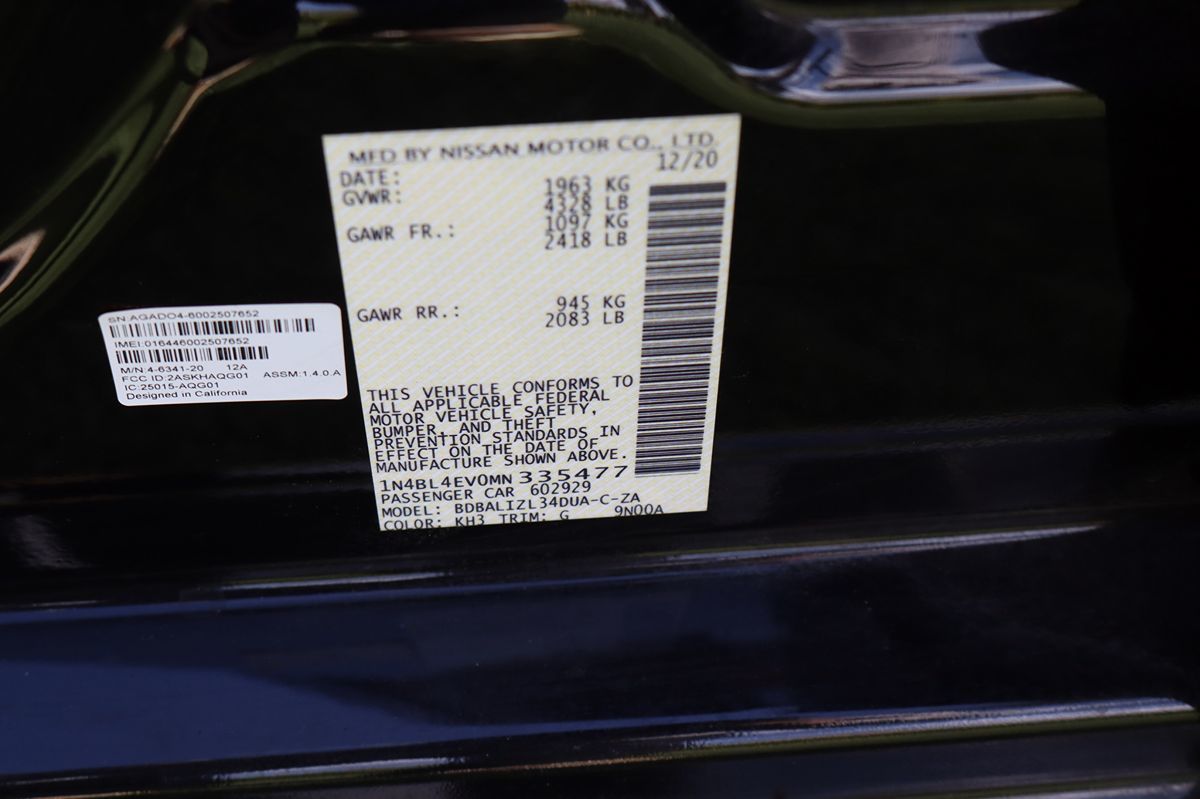 MFD BY NISSAN MOTOR CO., LTD.
DATE: 12/20
GVWR: 1963 KG
4328 LB
GAWR FR.: 1097 KG
2418 LB
GAWR RR.: 945 KG
2083 LB
THIS VEHICLE CONFORMS TO
ALL APPLICABLE FEDERAL
MOTOR VEHICLE SAFETY,
BUMPER, AND THEFT
PREVENTION STANDARDS IN
EFFECT ON THE DATE OF
MANUFACTURE SHOWN ABOVE.
1N4BL4EV0MN 335477
PASSENGER CAR 602929
MODEL: BDBALIZL34DUA-C-ZA
COLOR: KH3 TRIM: G 9N00A
SN:AGADO4-6002507652
IMEI:016446002507652
M/N:4-6341-20 12A
FCC ID:2ASKHAQG01 ASSM:1.4.0.A
IC:25015-AQG01
Designed in California